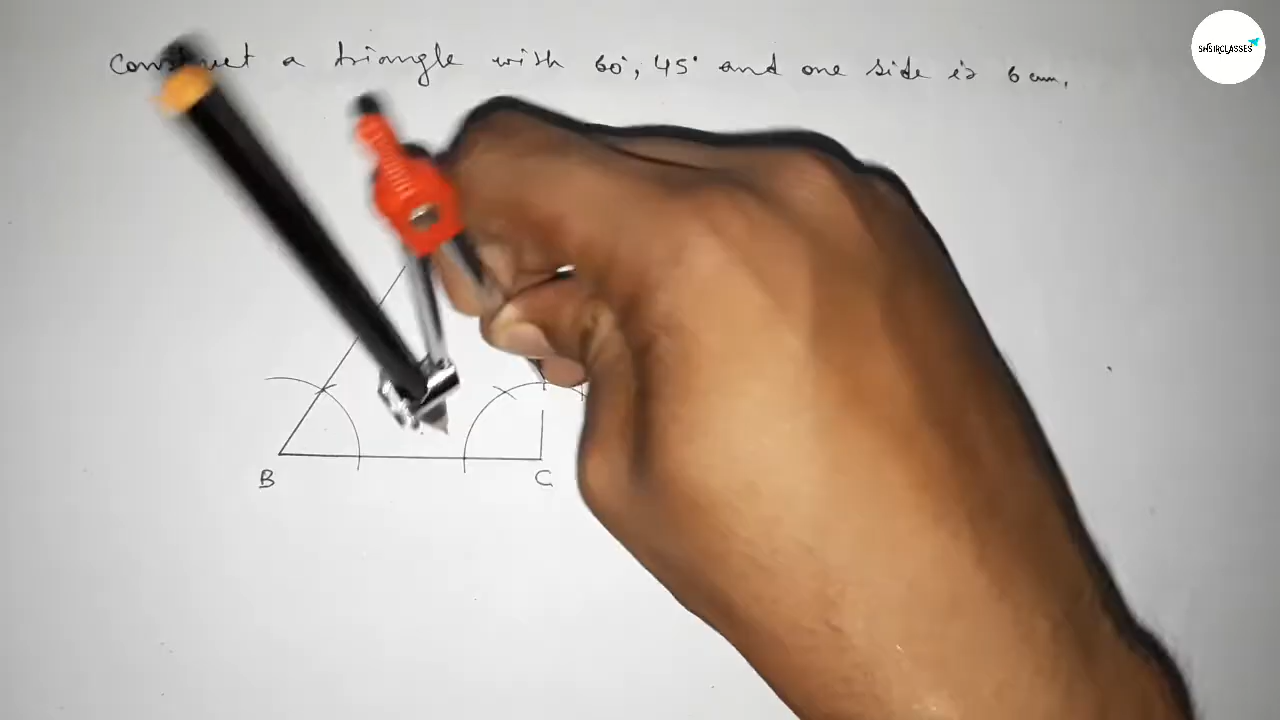 Construct a triangle with 60°, 45° and one side is 6 cm.
SHSIRCLASSES
B
C